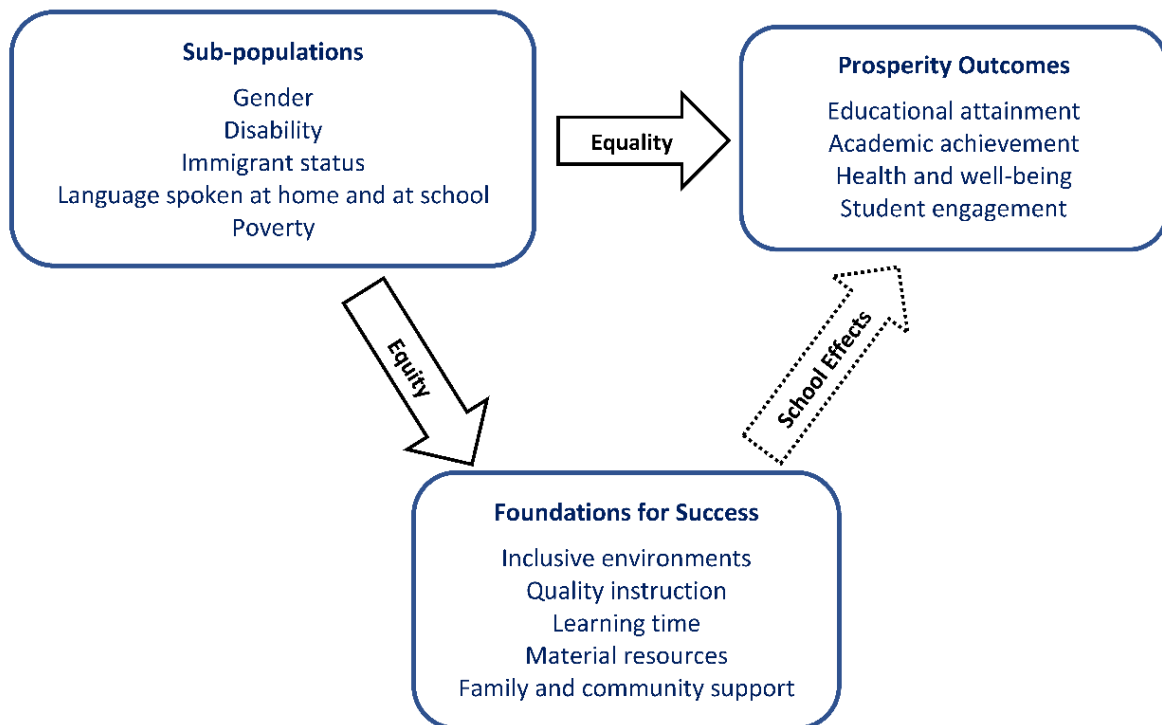 Sub-populations
Gender
Disability
Immigrant status
Language spoken at home and at school
Poverty
Equality
Prosperity Outcomes
Educational attainment
Academic achievement
Health and well-being
Student engagement
Equity
School Effects
Foundations for Success
Inclusive environments
Quality instruction
Learning time
Material resources
Family and community support